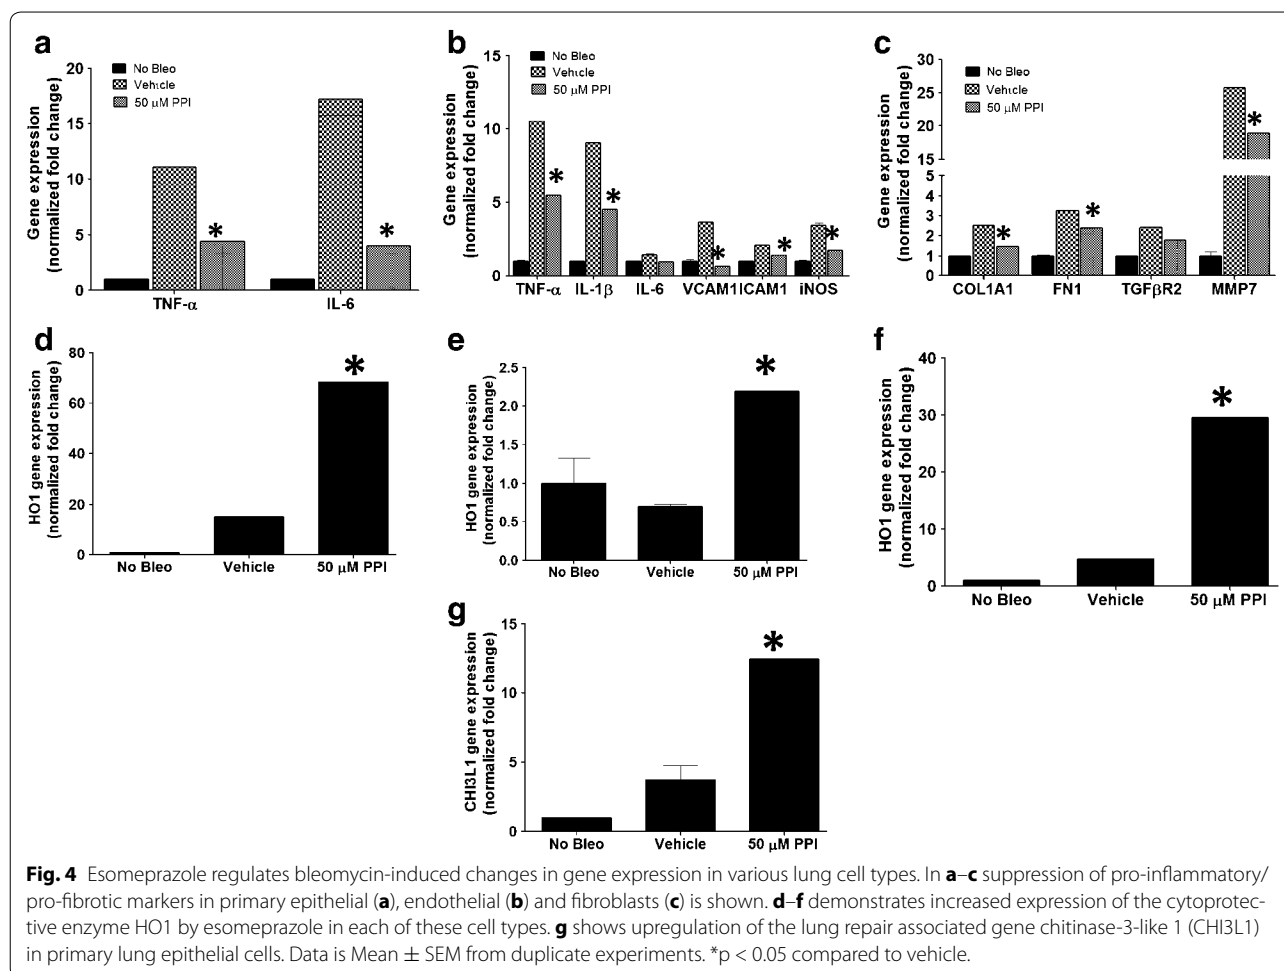 a
Gene expression
(normalized fold change)
No Bleo
Vehicle
50 μM PPI
20
15
10
5
0
*
*
TNF-α IL-6
b
Gene expression
(normalized fold change)
No Bleo
Vehicle
50 μM PPI
15
10
5
0
* * * * *
TNF-α IL-1β IL-6 VCAM1 ICAM1 iNOS
c
Gene expression
(normalized fold change)
No Bleo
Vehicle
50 μM PPI
30
25
20
15
5
4
3
2
1
0
* * *
COL1A1 FN1 TGFβR2 MMP7
d
HO1 gene expression
(normalized fold change)
80
60
40
20
0
*
No Bleo Vehicle 50 μM PPI
e
HO1 gene expression
(normalized fold change)
2.5
2.0
1.5
1.0
0.5
0.0
*
No Bleo Vehicle 50 μM PPI
f
HO1 gene expression
(normalized fold change)
40
30
20
10
0
*
No Bleo Vehicle 50 μM PPI
g
CHI3L1 gene expression
(normalized fold change)
15
10
5
0
*
No Bleo Vehicle 50 μM PPI
Fig. 4 Esomeprazole regulates bleomycin-induced changes in gene expression in various lung cell types. In a–c suppression of pro-inflammatory/
pro-fibrotic markers in primary epithelial (a), endothelial (b) and fibroblasts (c) is shown. d–f demonstrates increased expression of the cytoprotec-
tive enzyme HO1 by esomeprazole in each of these cell types. g shows upregulation of the lung repair associated gene chitinase-3-like 1 (CHI3L1)
in primary lung epithelial cells. Data is Mean ± SEM from duplicate experiments. *p < 0.05 compared to vehicle.